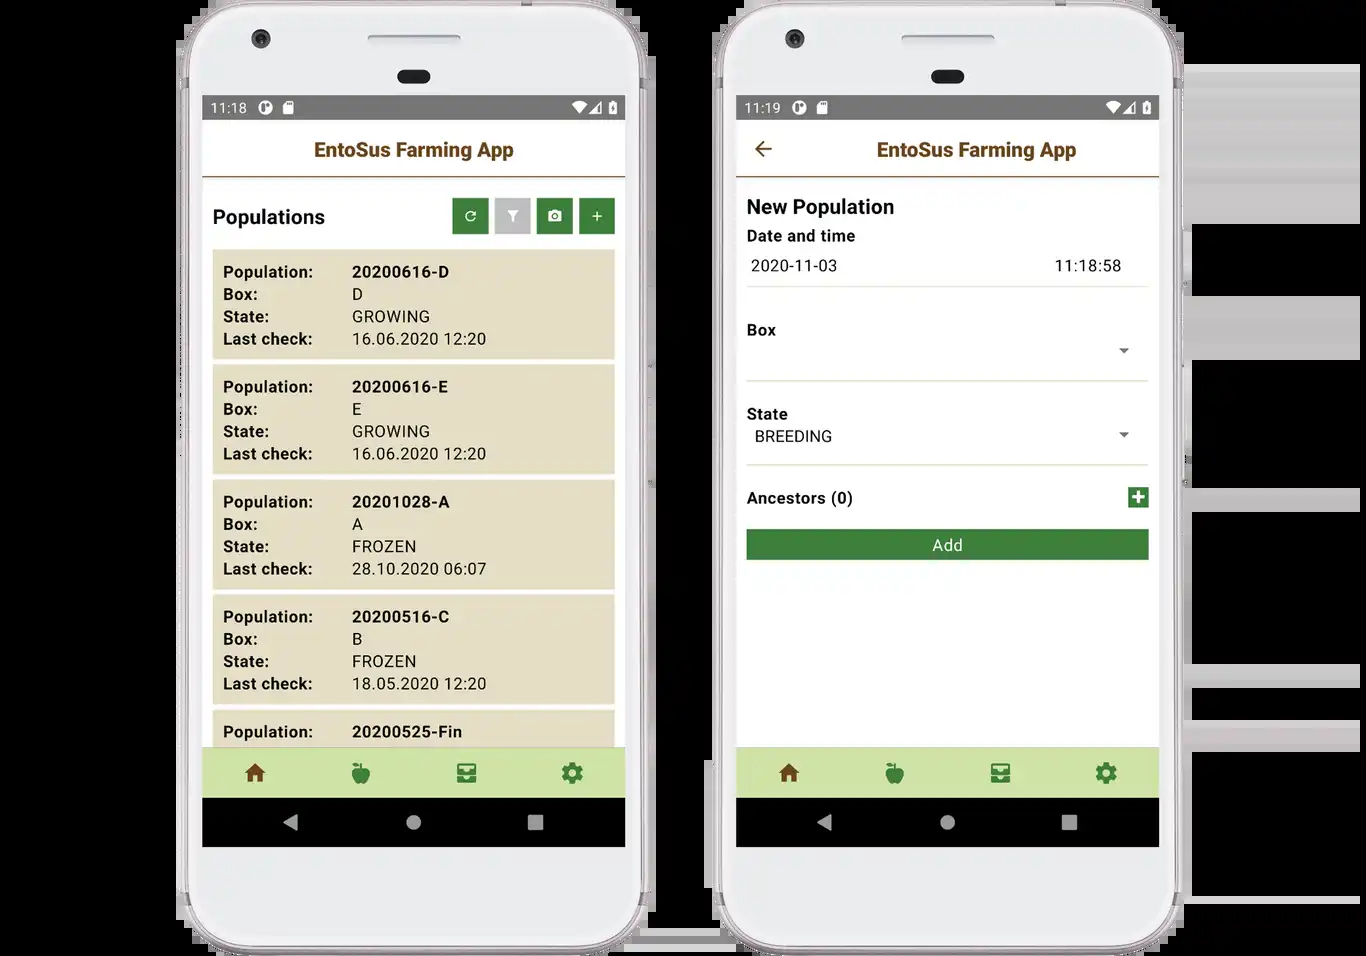 11:18
EntoSus Farming App
Populations
Population: 20200616-D
Box: D
State: GROWING
Last check: 16.06.2020 12:20
Population: 20200616-E
Box: E
State: GROWING
Last check: 16.06.2020 12:20
Population: 20201028-A
Box: A
State: FROZEN
Last check: 28.10.2020 06:07
Population: 20200516-C
Box: B
State: FROZEN
Last check: 18.05.2020 12:20
Population: 20200525-Fin
11:19
EntoSus Farming App
New Population
Date and time
2020-11-03 11:18:58
Box
State
BREEDING
Ancestors (0)
Add